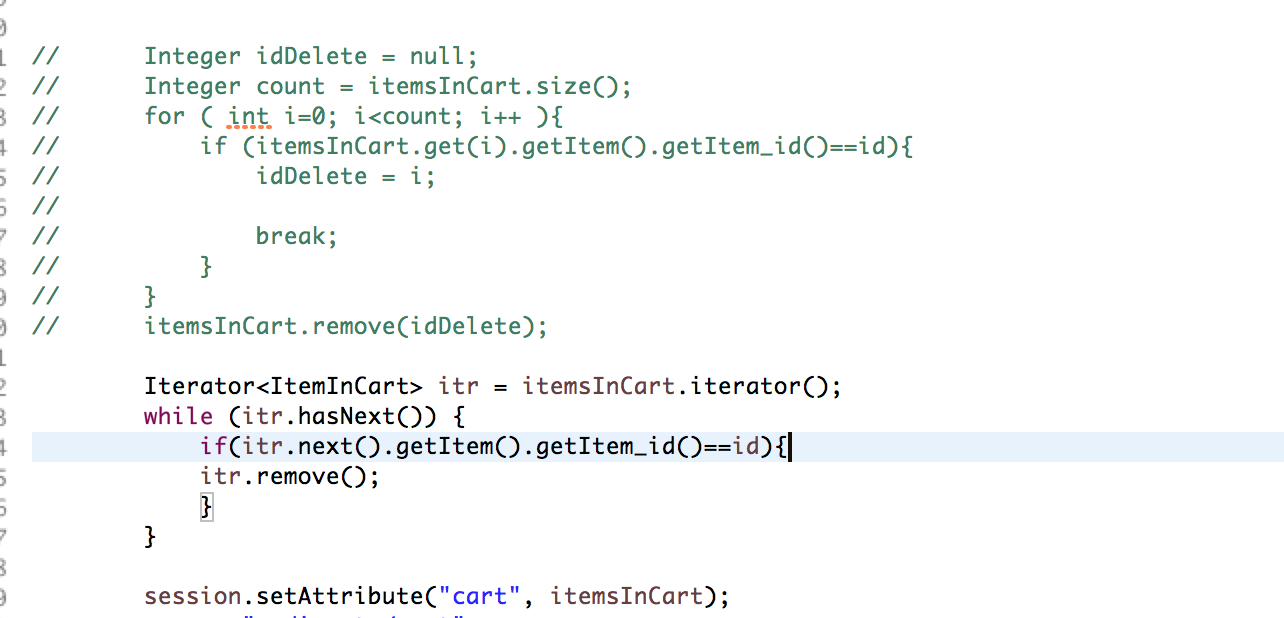 //      Integer idDelete = null;
//      Integer count = itemsInCart.size();
//      for ( int i=0; i<count; i++ ){
//          if (itemsInCart.get(i).getItem().getItem_id()==id){
//              idDelete = i;
//
//              break;
//          }
//      }
//      itemsInCart.remove(idDelete);
        Iterator<ItemInCart> itr = itemsInCart.iterator();
        while (itr.hasNext()) {
            if(itr.next().getItem().getItem_id()==id){
            itr.remove();
            }
        }
        session.setAttribute("cart", itemsInCart);